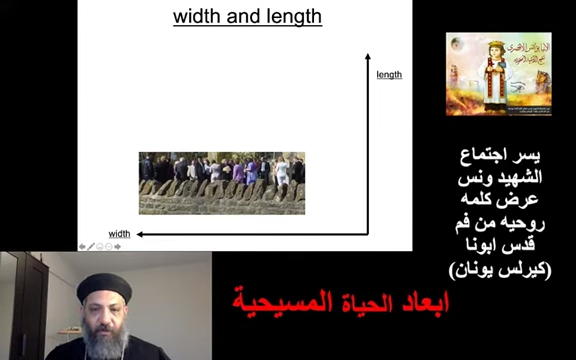 width and length
length
width
يسر اجتماع
الشهيد ونس
عرض كلمه
روحيه من فم
قدس ابونا
(كيرلس يونان)
ابعاد الحياة المسيحية